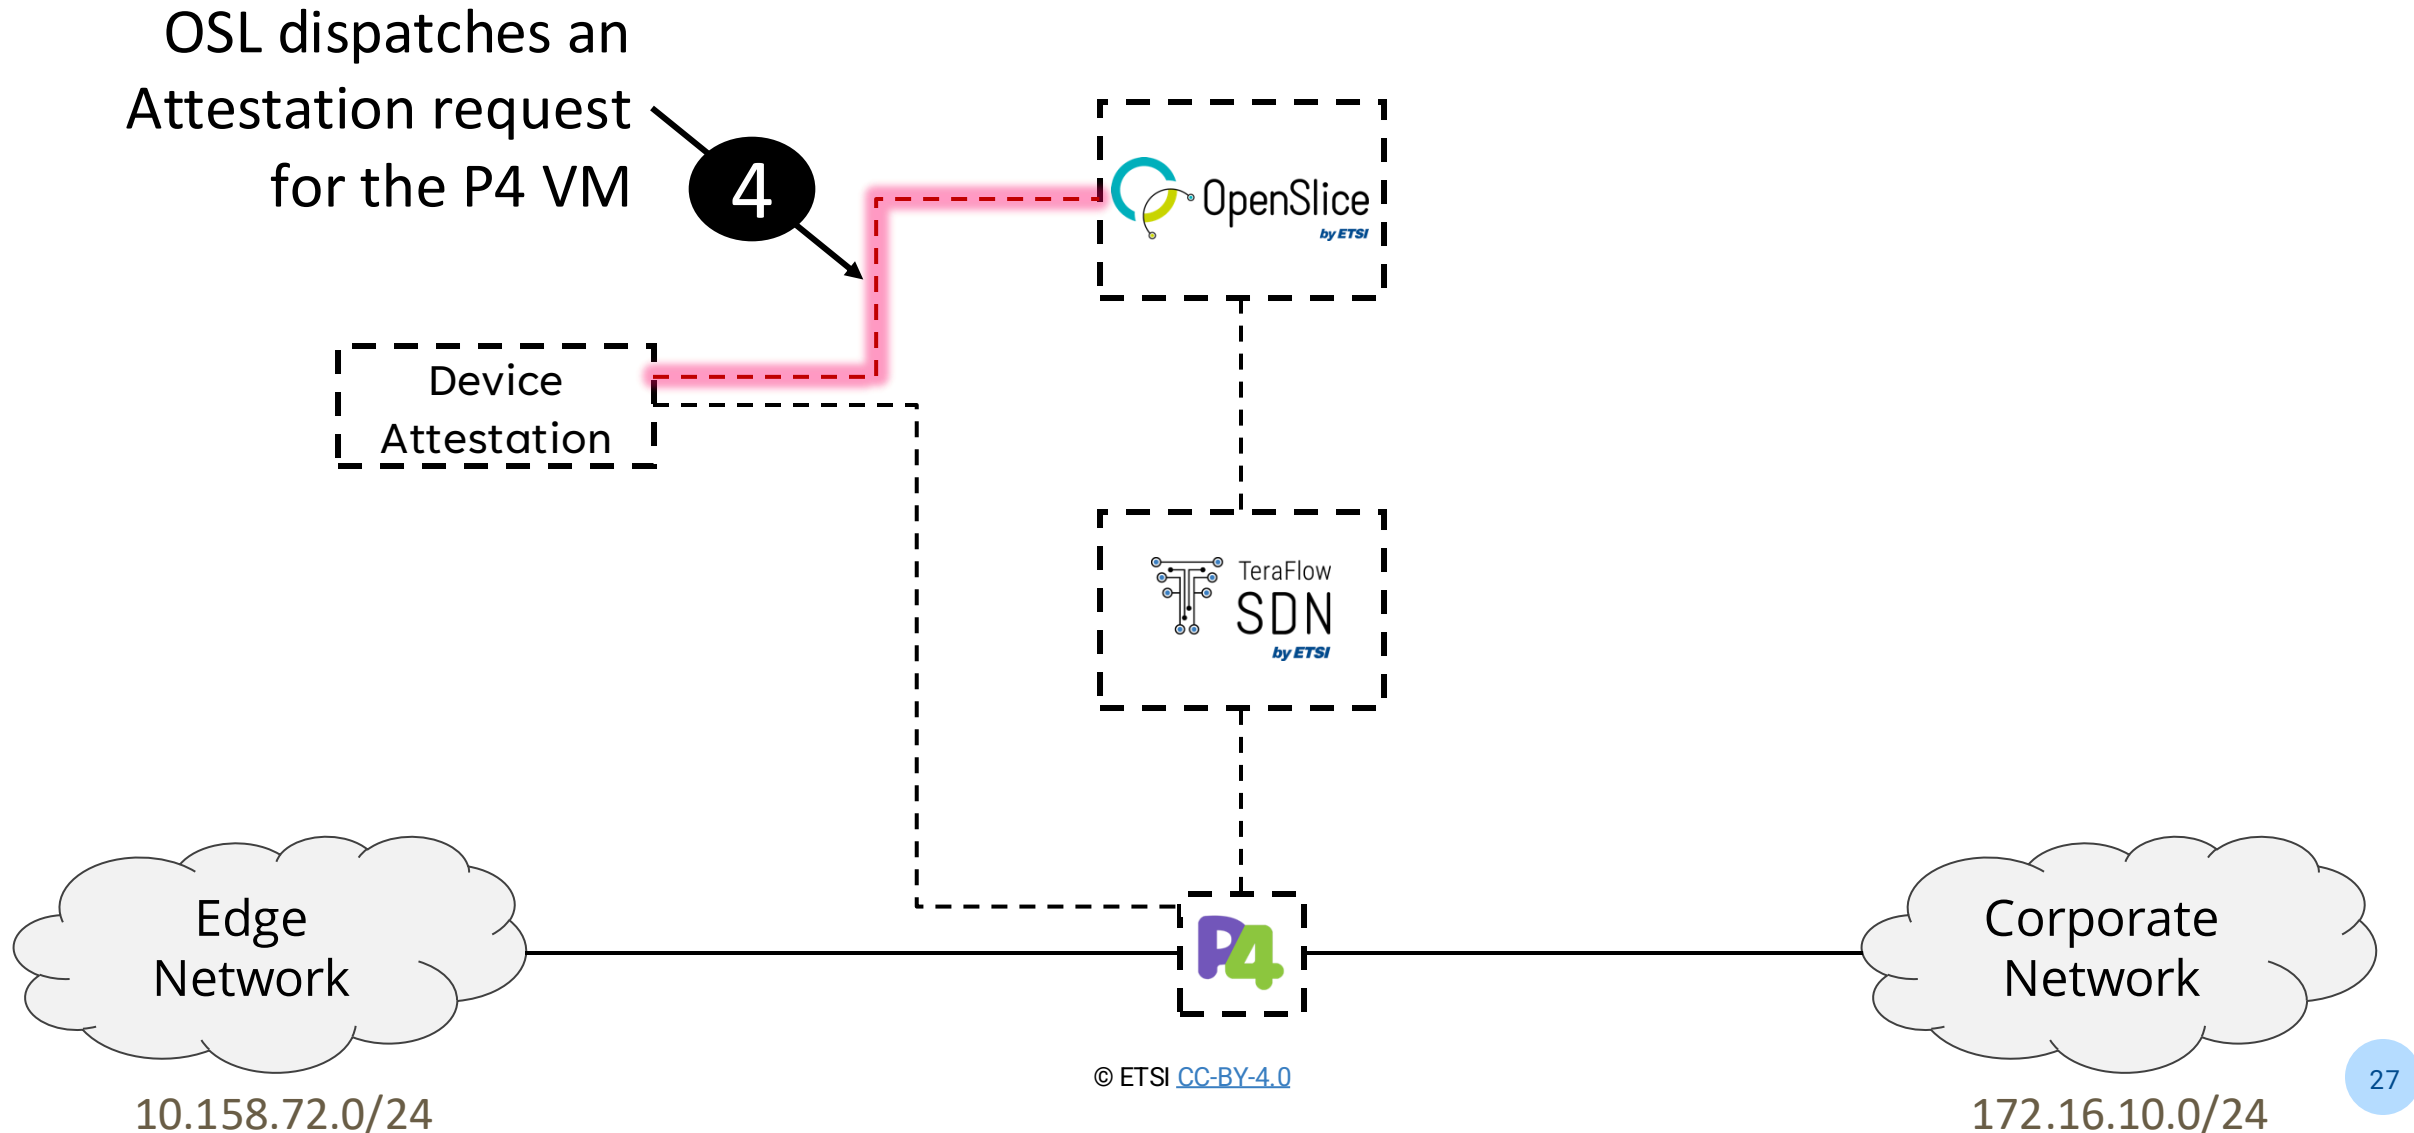 OSL dispatches an
Attestation request
for the P4 VM
4
OpenSlice
by ETSI
Device
Attestation
TeraFlow
SDN
by ETSI
P4
Edge
Network
Corporate
Network
10.158.72.0/24
172.16.10.0/24
© ETSI CC-BY-4.0
27